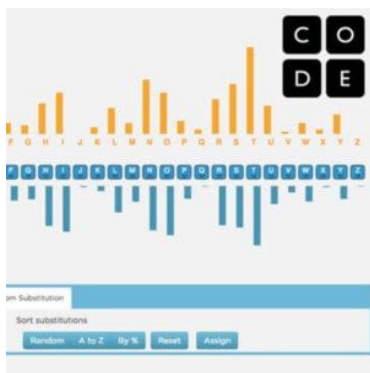 C O
D E
F G H I J K L M N O P Q R S T U V W X Y Z
F G H I J K L M N O P Q R S T U V W X Y Z
om Substitution
Sort substitutions
Random A to Z By % Reset Assign